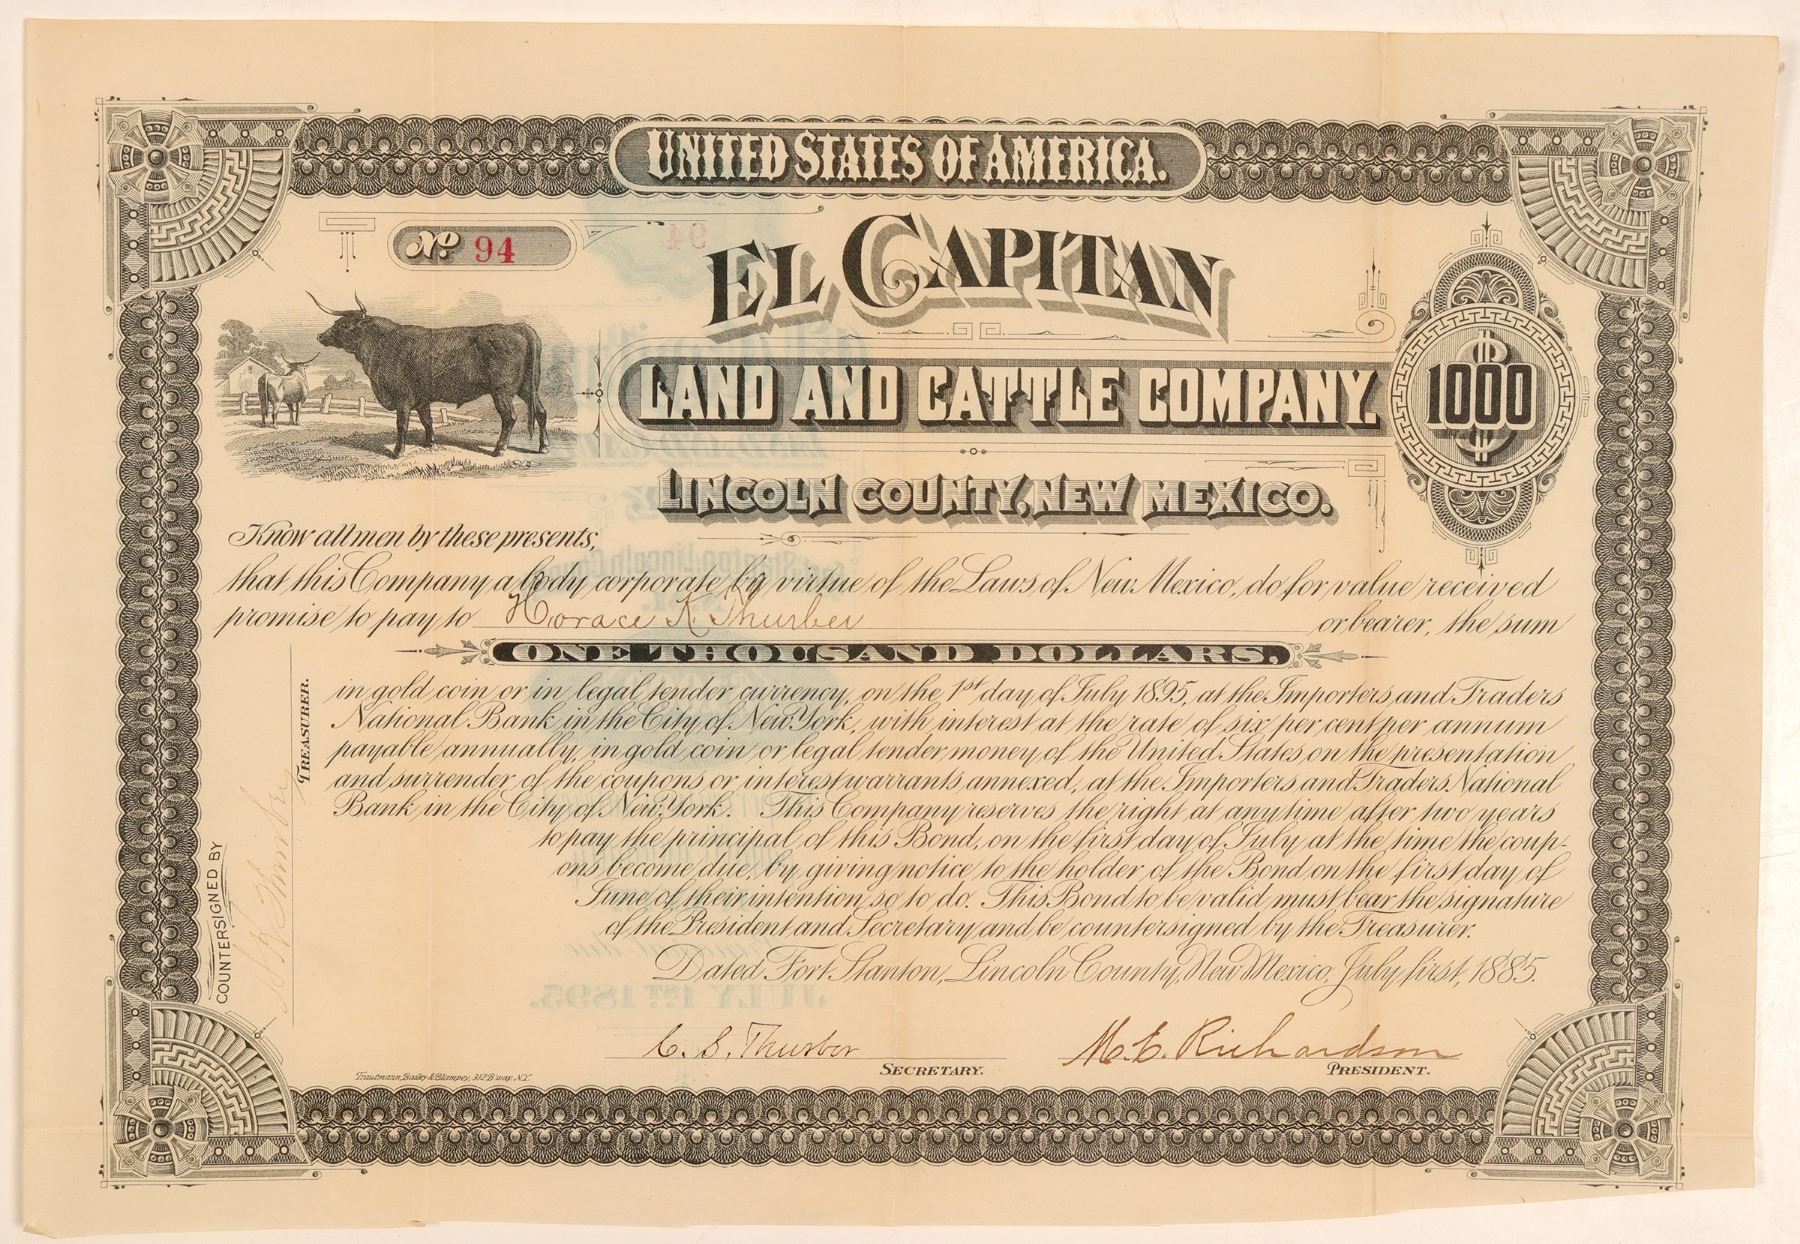 UNITED STATES OF AMERICA.
No. 94
EL CAPITAN
LAND AND CATTLE COMPANY.
1000
LINCOLN COUNTY, NEW MEXICO.
Know all men by these presents,
that this Company a body corporate by virtue of the Laws of New Mexico, do for value received
promise to pay to Horace K Thurber or bearer, the sum
ONE THOUSAND DOLLARS.
in gold coin or in legal tender currency, on the 1st day of July 1895, at the Importers and Traders
National Bank in the City of New York, with interest at the rate of six per cent per annum
payable annually, in gold coin or legal tender money of the United States on the presentation
and surrender of the coupons or interest warrants annexed, at the Importers and Traders National
Bank in the City of New York. This Company reserves the right at any time after two years
to pay the principal of this Bond, on the first day of July at the time the coup-
ons become due, by giving notice to the holder of the Bond on the first day of
June of their intention so to do. This Bond to be valid must bear the signature
of the President and Secretary and be countersigned by the Treasurer.
Dated Fort Stanton, Lincoln County, New Mexico, July first, 1885.
COUNTERSIGNED BY
TREASURER.
C. S. Thurber
SECRETARY.
M. E. Richardson
PRESIDENT.
Trautmann, Bailey & Blampey, 312 B'way N.Y.